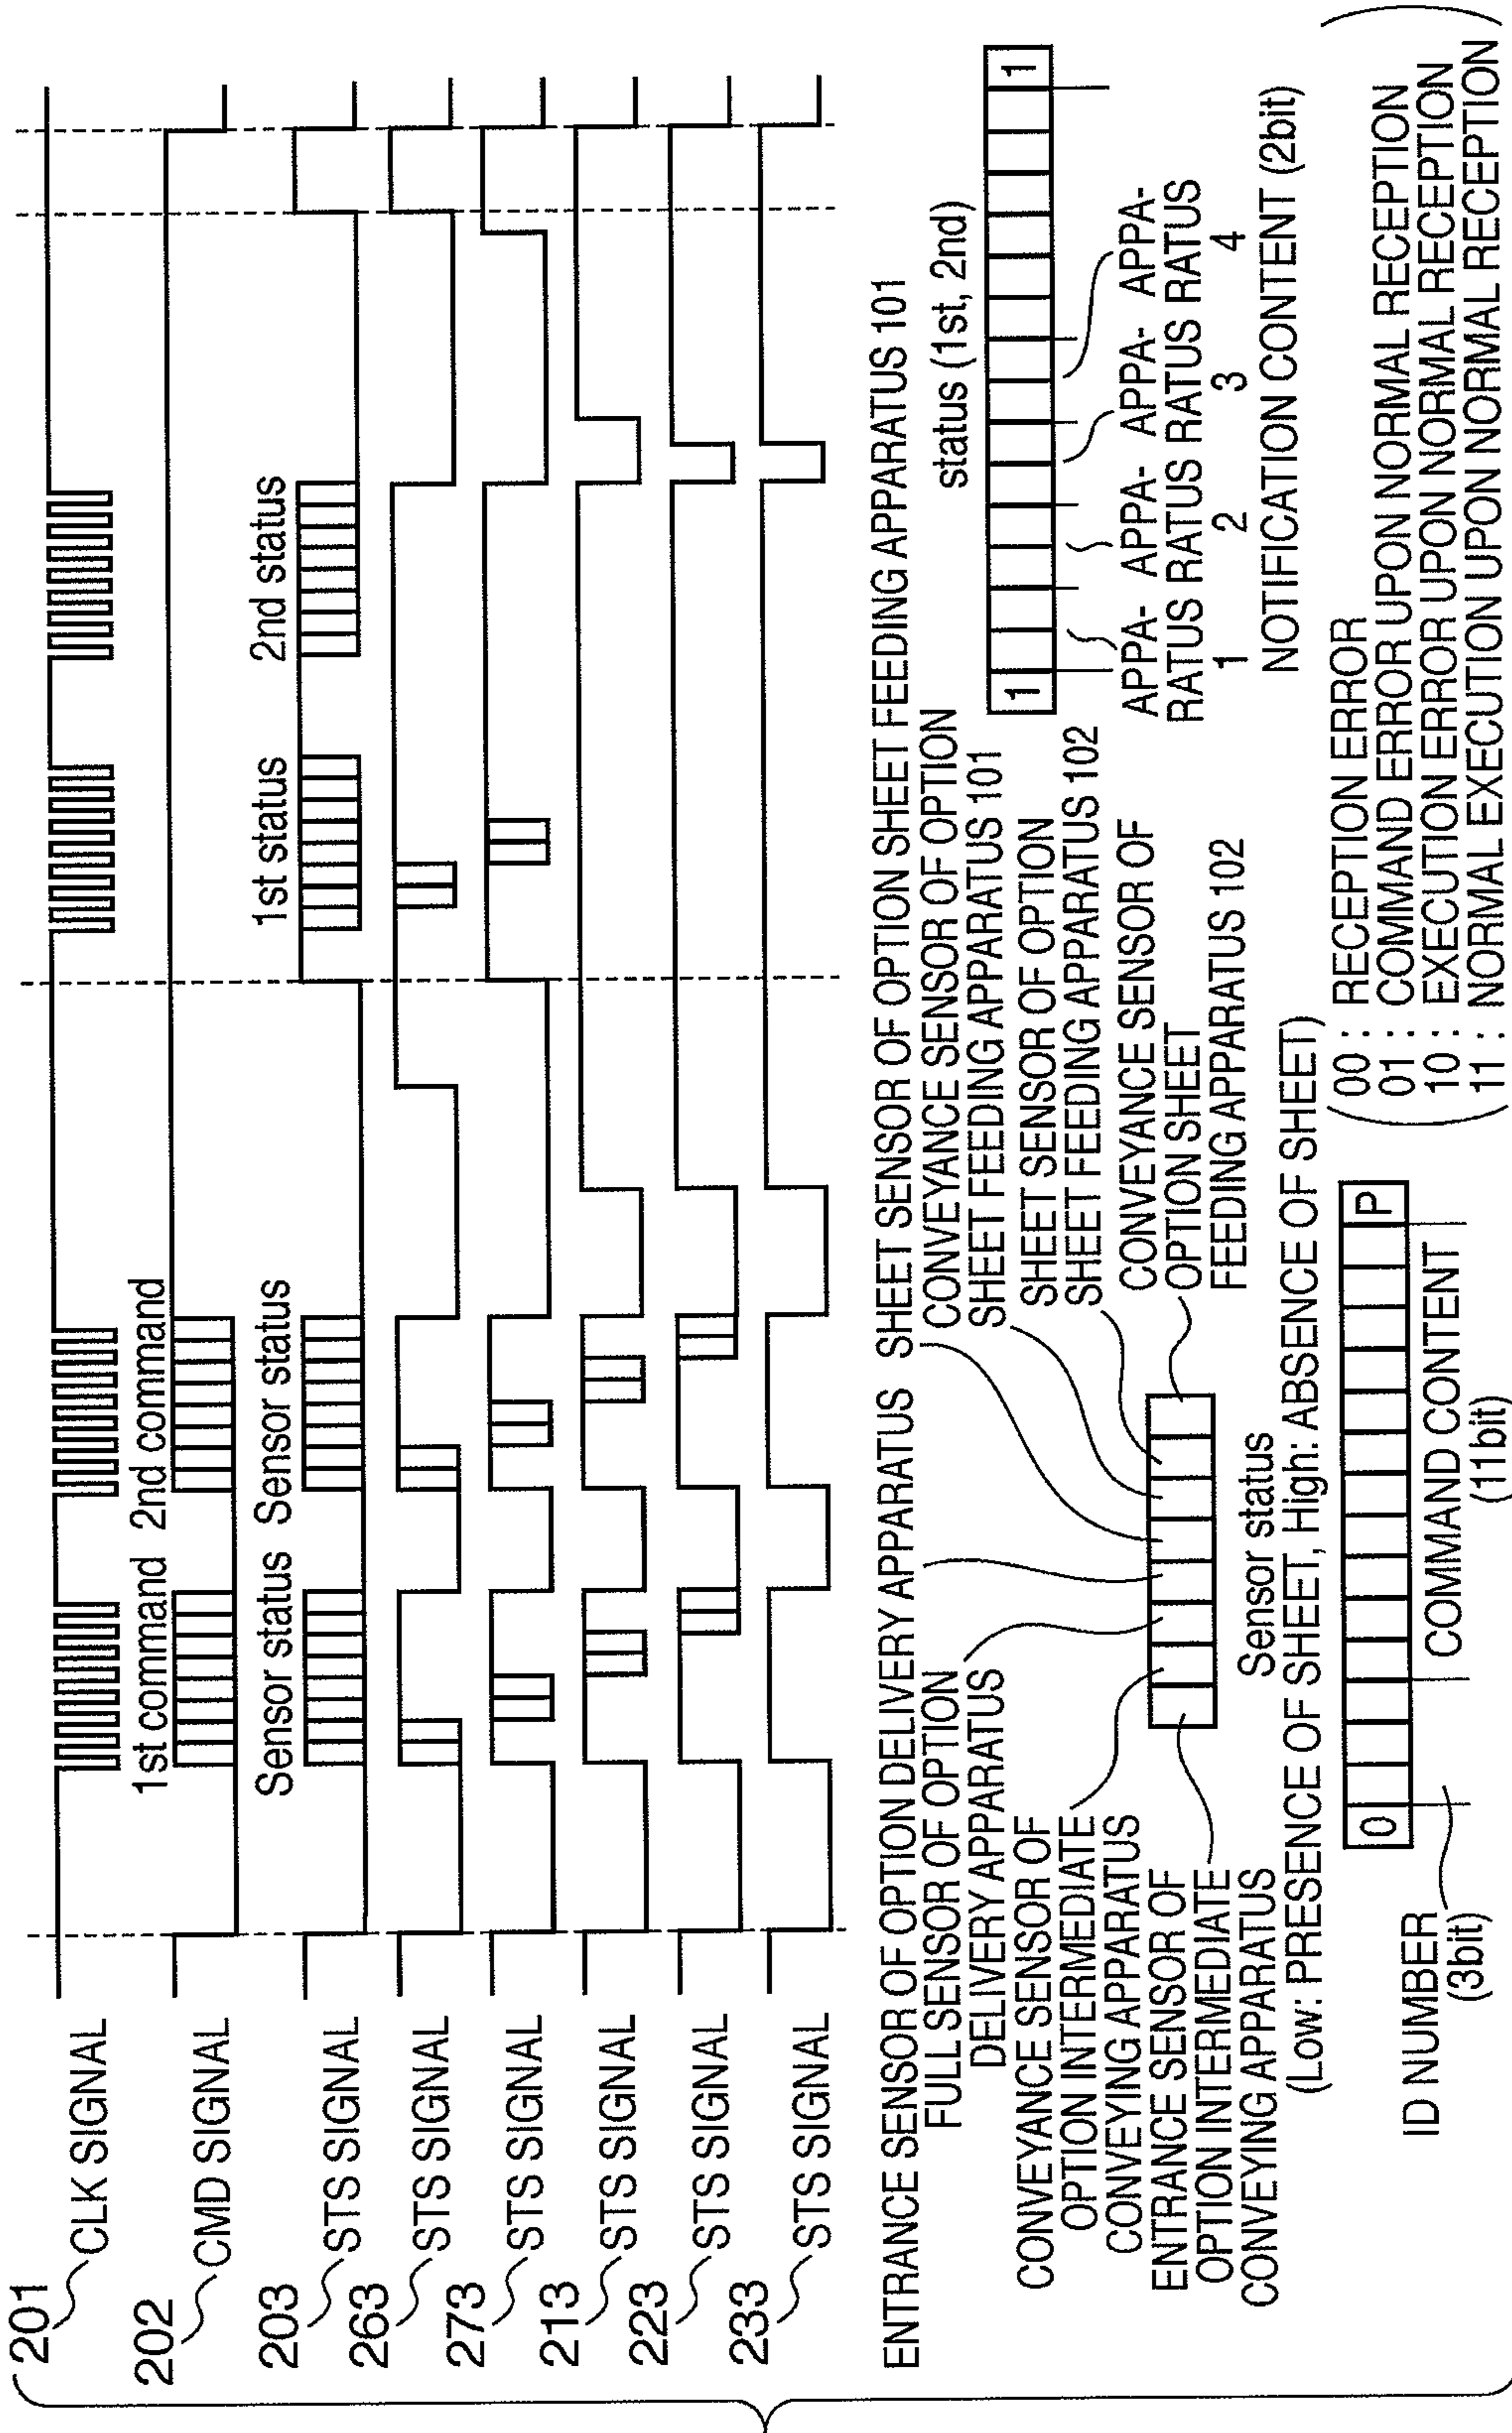 201 CLK SIGNAL
202 CMD SIGNAL
1st command 2nd command
203 STS SIGNAL
Sensor status Sensor status 1st status 2nd status
263 STS SIGNAL
273 STS SIGNAL
213 STS SIGNAL
223 STS SIGNAL
233 STS SIGNAL
ENTRANCE SENSOR OF OPTION DELIVERY APPARATUS
FULL SENSOR OF OPTION
DELIVERY APPARATUS
CONVEYANCE SENSOR OF
OPTION INTERMEDIATE
CONVEYING APPARATUS
ENTRANCE SENSOR OF
OPTION INTERMEDIATE
CONVEYING APPARATUS
SHEET SENSOR OF OPTION SHEET FEEDING APPARATUS 101
CONVEYANCE SENSOR OF OPTION
SHEET FEEDING APPARATUS 101
SHEET SENSOR OF OPTION
SHEET FEEDING APPARATUS 102
CONVEYANCE SENSOR OF
OPTION SHEET
FEEDING APPARATUS 102
Sensor status
(Low: PRESENCE OF SHEET, High: ABSENCE OF SHEET)
0 P
ID NUMBER
(3bit)
COMMAND CONTENT
(11bit)
status (1st, 2nd)
1 1
APPA- APPA- APPA- APPA-
RATUS RATUS RATUS RATUS
1 2 3 4
NOTIFICATION CONTENT (2bit)
00 : RECEPTION ERROR
01 : COMMAND ERROR UPON NORMAL RECEPTION
10 : EXECUTION ERROR UPON NORMAL RECEPTION
11 : NORMAL EXECUTION UPON NORMAL RECEPTION